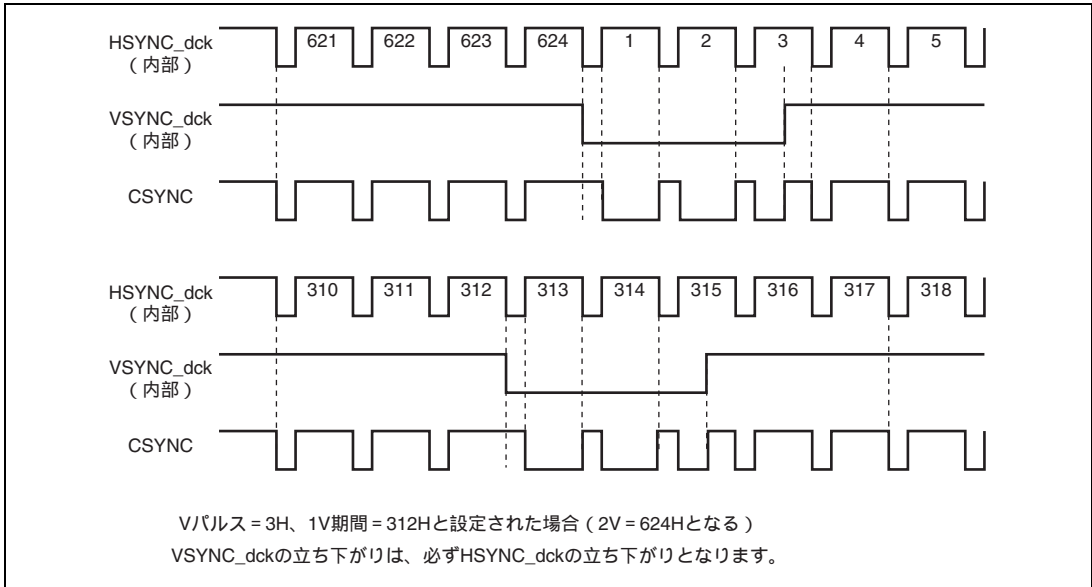 HSYNC_dck 621 622 623 624 1 2 3 4 5
（内部）
VSYNC_dck
（内部）
CSYNC
HSYNC_dck 310 311 312 313 314 315 316 317 318
（内部）
VSYNC_dck
（内部）
CSYNC
Vパルス = 3H、1V期間 = 312Hと設定された場合（2V = 624Hとなる）
VSYNC_dckの立ち下がりは、必ずHSYNC_dckの立ち下がりとなります。